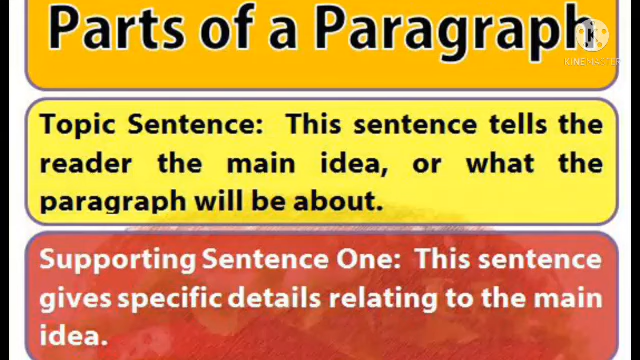 Parts of a Paragraph
KINEMASTER
Topic Sentence: This sentence tells the
reader the main idea, or what the
paragraph will be about.
Supporting Sentence One: This sentence
gives specific details relating to the main
idea.